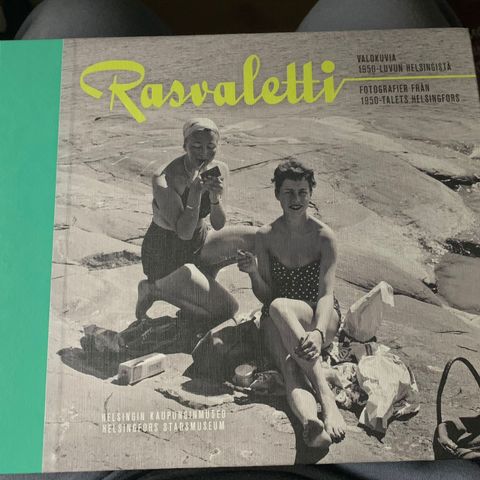 Rasvaletti
VALOKUVIA
1950-LUVUN HELSINGISTÄ
FOTOGRAFIER FRÅN
1950-TALETS HELSINGFORS
HELSINGIN KAUPUNGINMUSEO
HELSINGFORS STADSMUSEUM